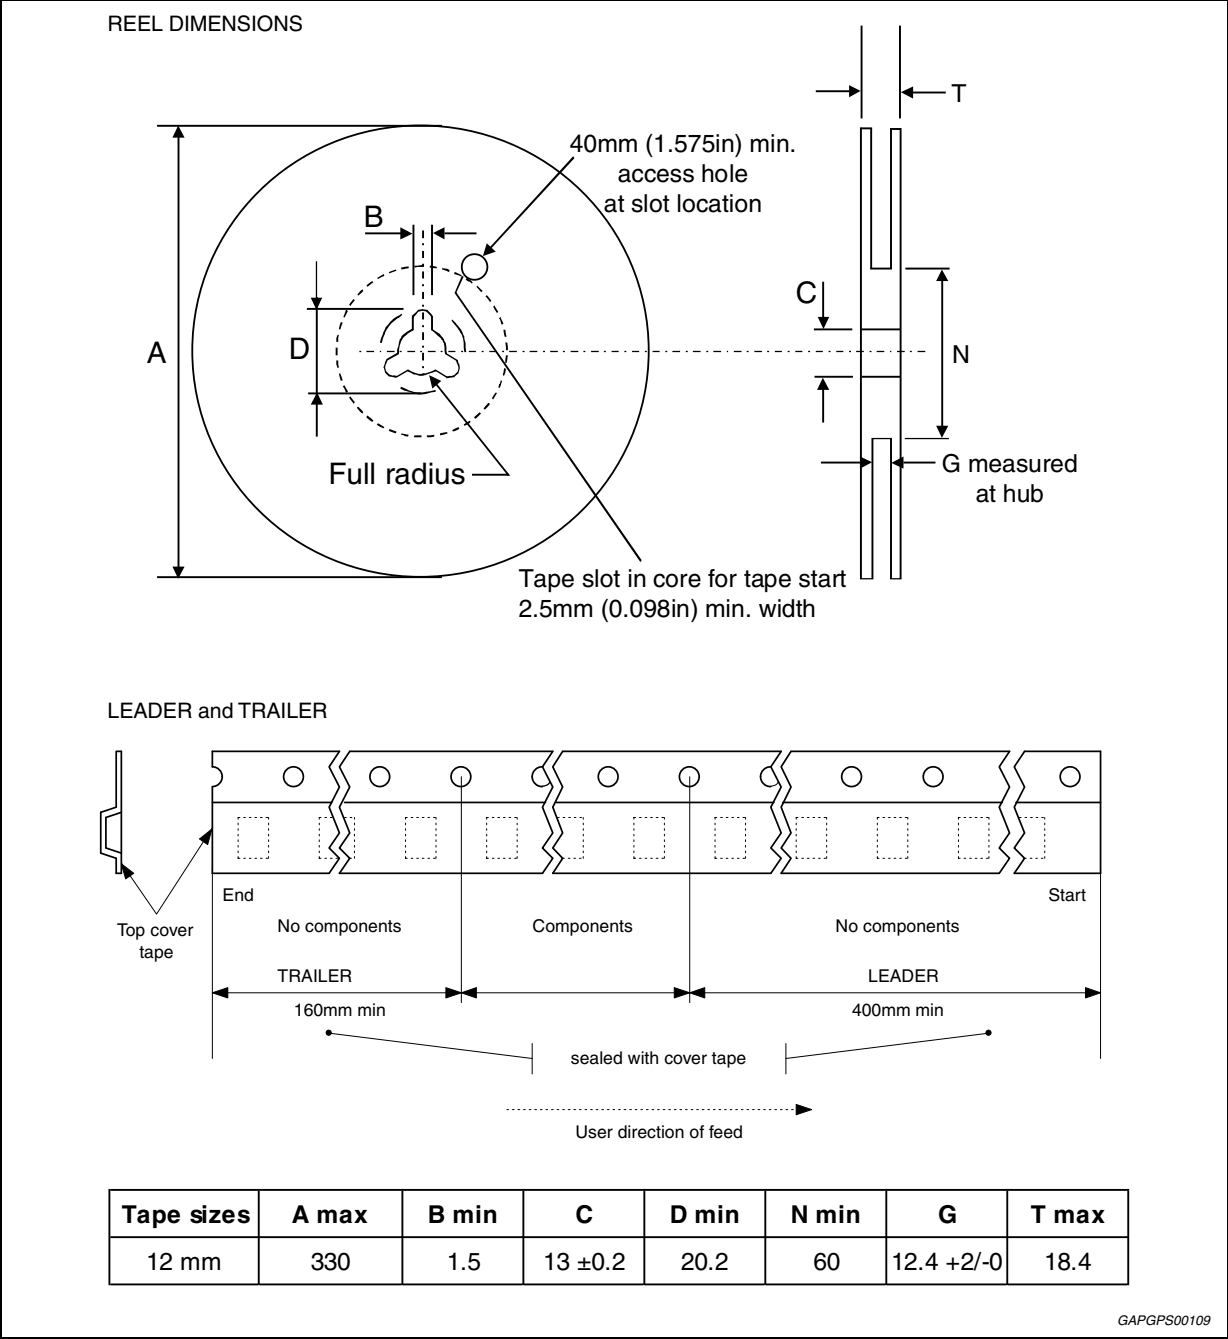 REEL DIMENSIONS
T
40mm (1.575in) min.
access hole
at slot location
B
C
A
D
N
Full radius
G measured
at hub
Tape slot in core for tape start
2.5mm (0.098in) min. width
LEADER and TRAILER
End
Start
Top cover
tape
No components
Components
No components
TRAILER
LEADER
160mm min
400mm min
sealed with cover tape
User direction of feed
Tape sizes A max B min C D min N min G T max
12 mm 330 1.5 13 ±0.2 20.2 60 12.4 +2/-0 18.4
GAPGPS00109